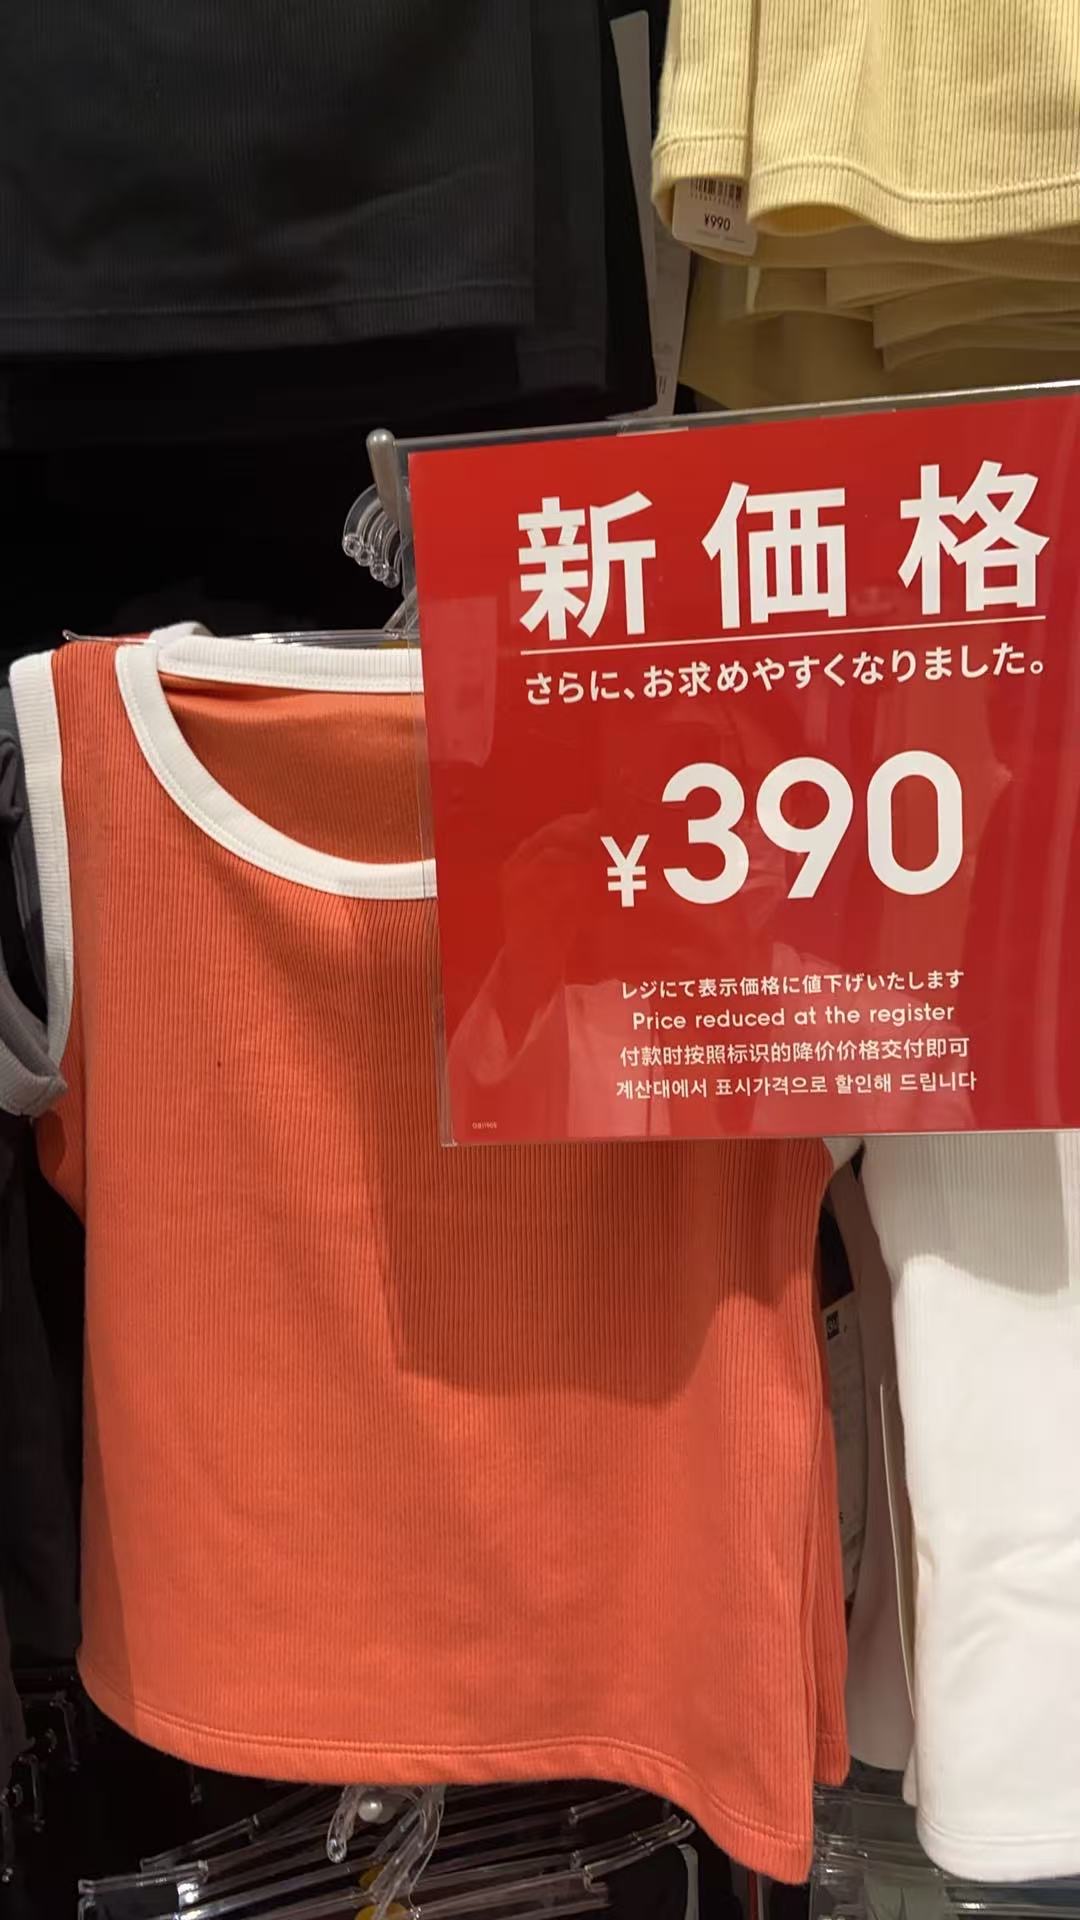 ¥990
新価格
さらに、お求めやすくなりました。
¥390
レジにて表示価格に値下げいたします
Price reduced at the register
付款时按照标识的降价价格交付即可
계산대에서 표시가격으로 할인해 드립니다
GU